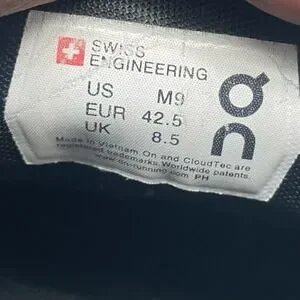 SWISS
ENGINEERING
US M9
EUR 42.5
UK 8.5
On
Made in Vietnam On and CloudTec are
registered trademarks. Worldwide patents.
www.on-running.com PH